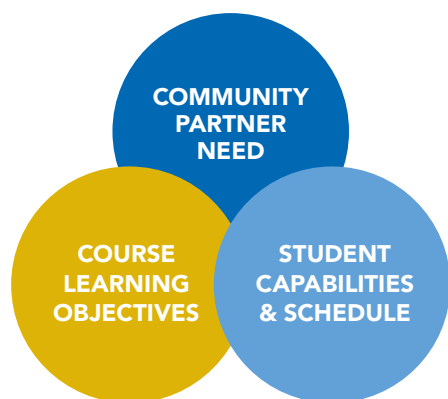 COMMUNITY
PARTNER
NEED
COURSE
LEARNING
OBJECTIVES
STUDENT
CAPABILITIES
& SCHEDULE